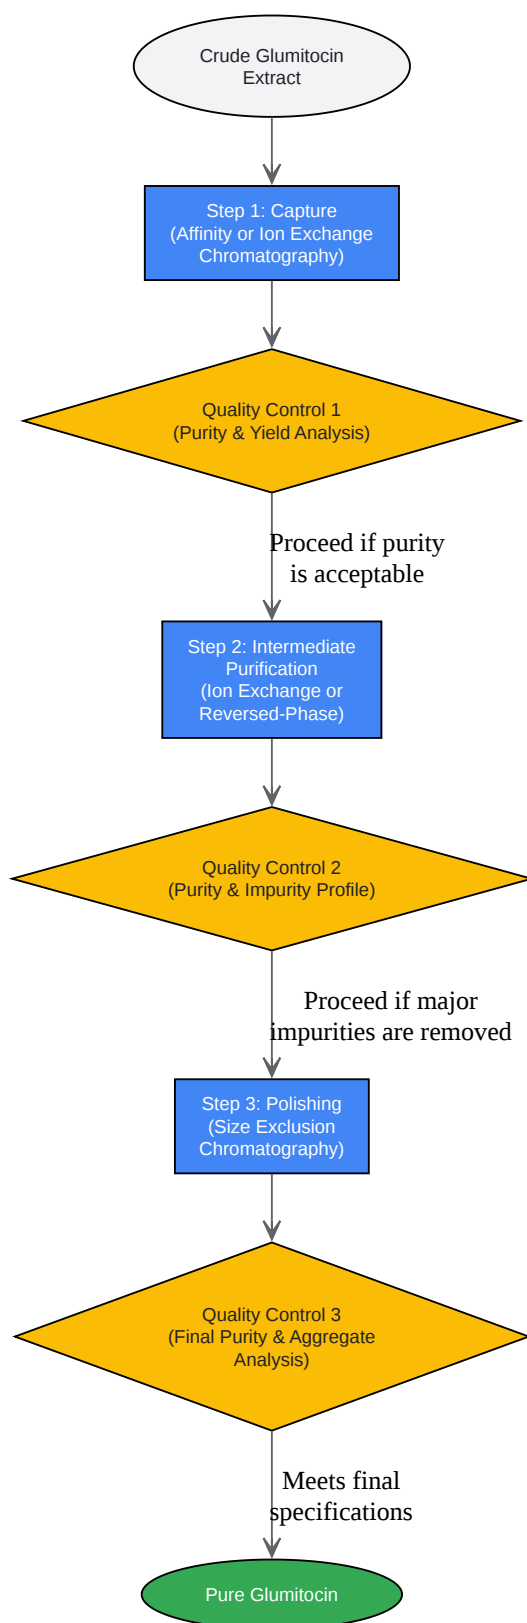 Crude Glumitocin
Extract
Step 1: Capture
(Affinity or Ion Exchange
Chromatography)
Quality Control 1
(Purity & Yield Analysis)
Proceed if purity
is acceptable
Step 2: Intermediate
Purification
(Ion Exchange or
Reversed-Phase)
Quality Control 2
(Purity & Impurity Profile)
Proceed if major
impurities are removed
Step 3: Polishing
(Size Exclusion
Chromatography)
Quality Control 3
(Final Purity & Aggregate
Analysis)
Meets final
specifications
Pure Glumitocin